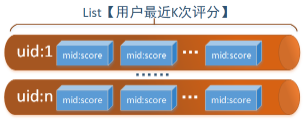 List【用户最近K次评分】
uid:1 mid:score mid:score ••• mid:score
••••••
uid:n mid:score mid:score ••• mid:score